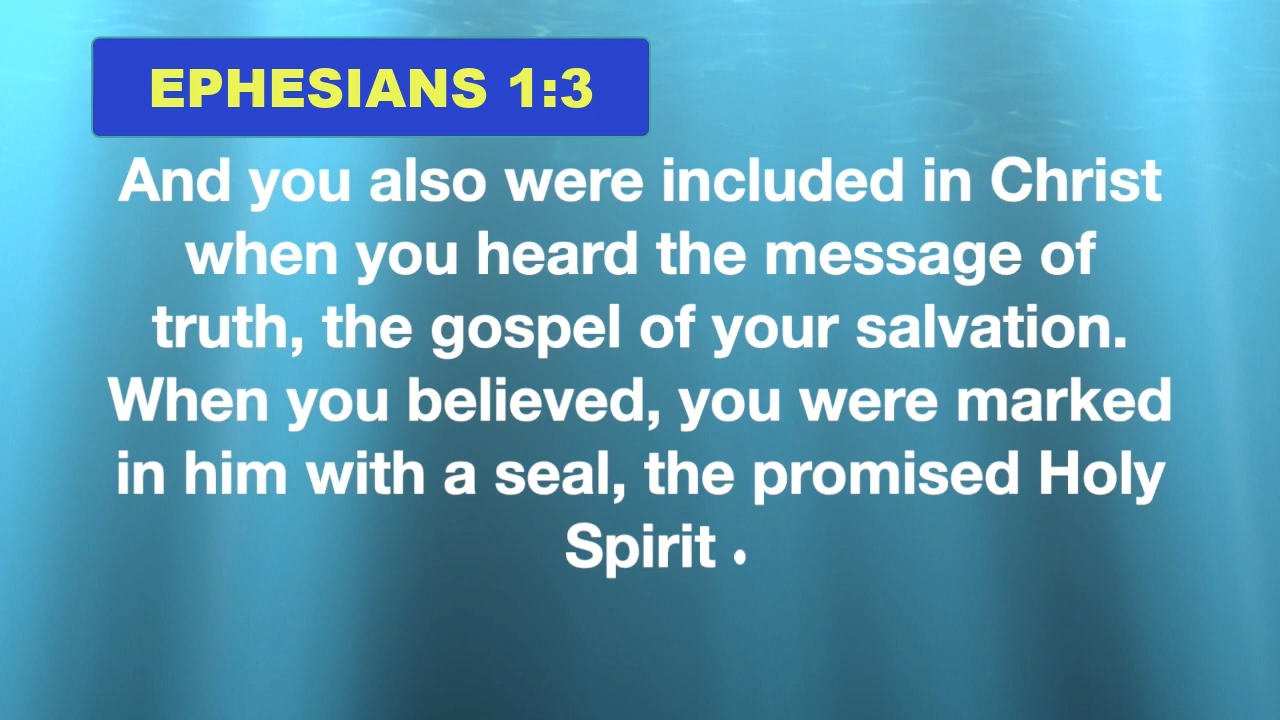 EPHESIANS 1:3
And you also were included in Christ
when you heard the message of
truth, the gospel of your salvation.
When you believed, you were marked
in him with a seal, the promised Holy
Spirit .